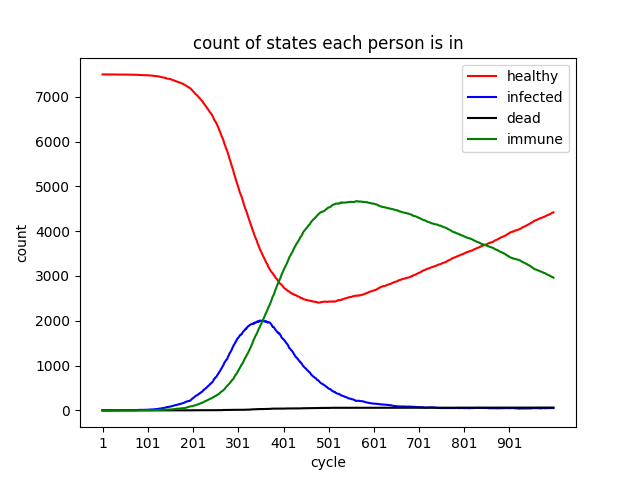 count of states each person is in
healthy
infected
dead
immune
7000
6000
5000
4000
3000
2000
1000
0
count
1 101 201 301 401 501 601 701 801 901
cycle